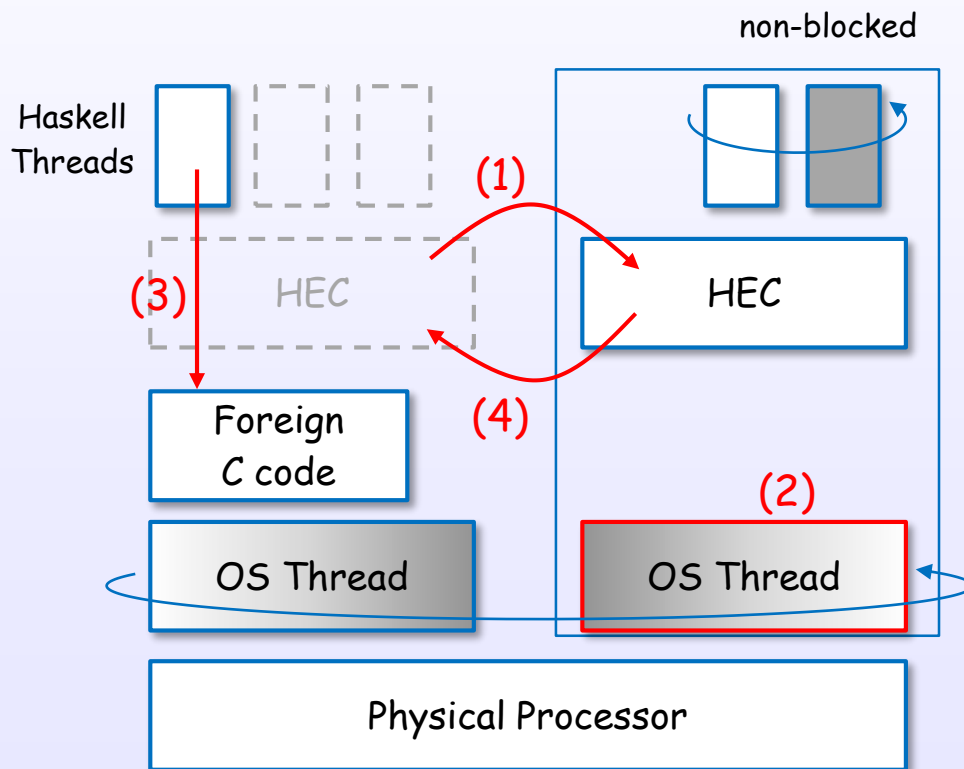 non-blocked
Haskell
Threads
(1)
HEC
HEC
(3)
(4)
Foreign
C code
(2)
OS Thread
OS Thread
Physical Processor